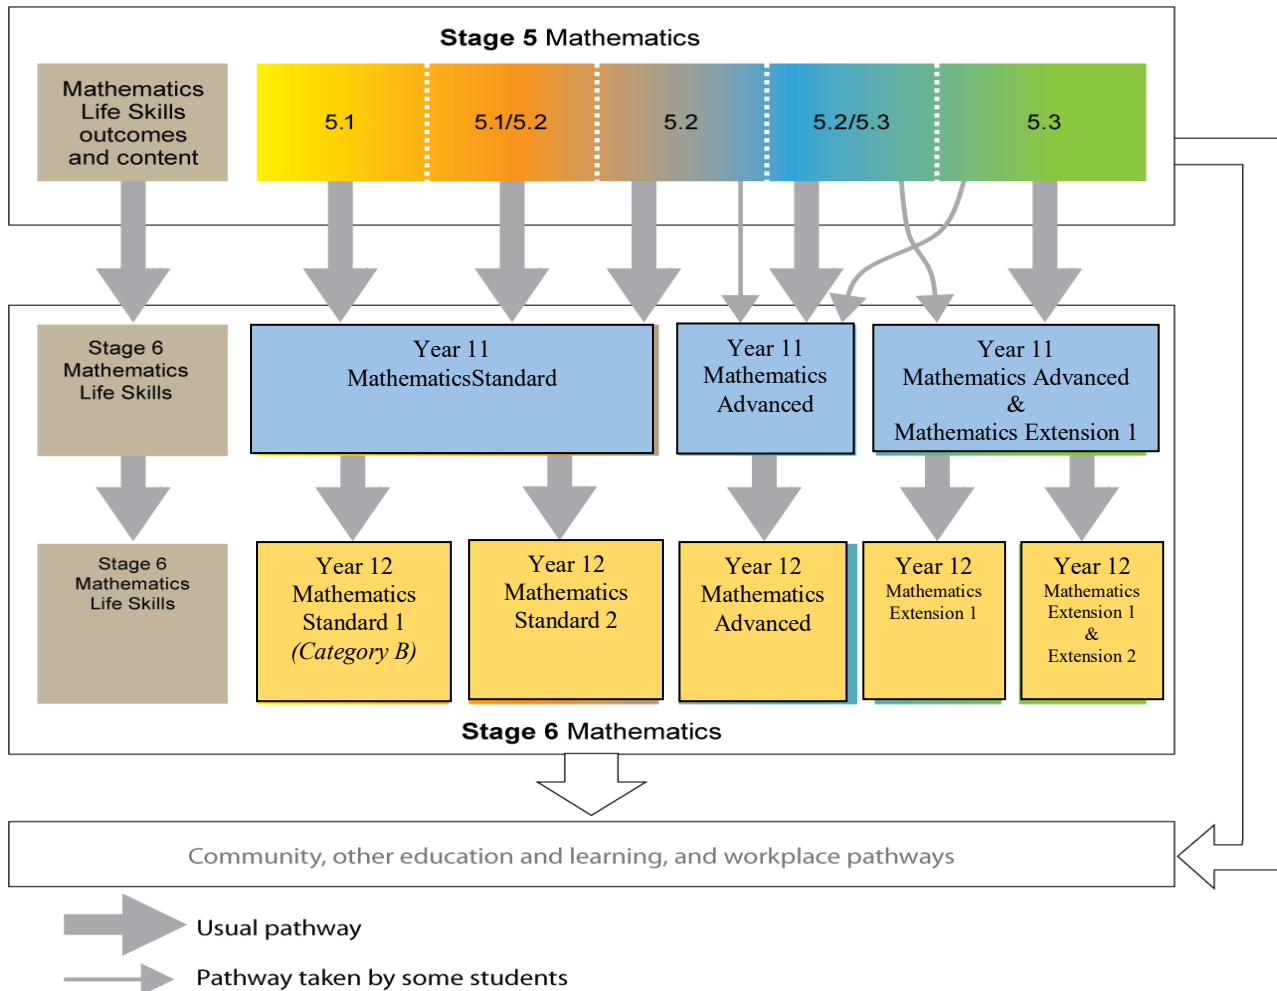 Stage 5 Mathematics
Mathematics
Life Skills
outcomes
and content
5.1
5.1/5.2
5.2
5.2/5.3
5.3
Stage 6
Mathematics
Life Skills
Year 11
MathematicsStandard
Year 11
Mathematics
Advanced
Year 11
Mathematics Advanced
&
Mathematics Extension 1
Stage 6
Mathematics
Life Skills
Year 12
Mathematics
Standard 1
(Category B)
Year 12
Mathematics
Standard 2
Year 12
Mathematics
Advanced
Year 12
Mathematics
Extension 1
Year 12
Mathematics
Extension 1
&
Extension 2
Stage 6 Mathematics
Community, other education and learning, and workplace pathways
Usual pathway
Pathway taken by some students